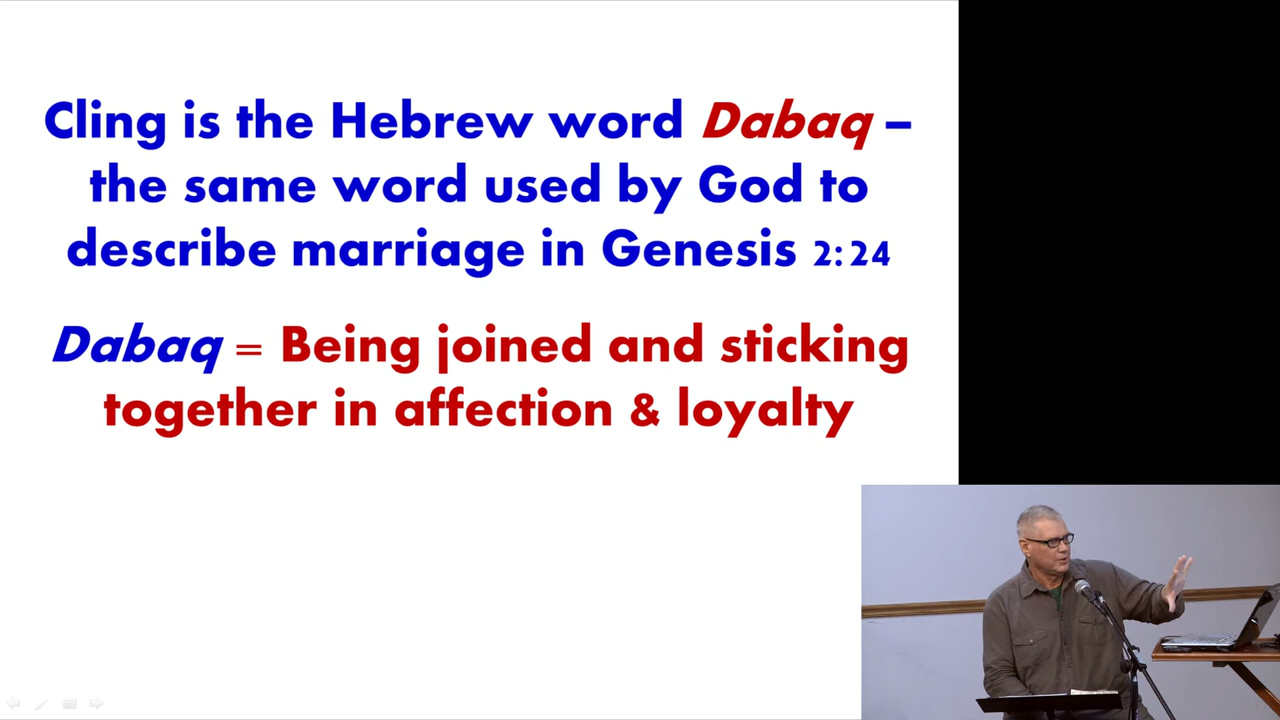 Cling is the Hebrew word Dabaq –
the same word used by God to
describe marriage in Genesis 2:24
Dabaq = Being joined and sticking
together in affection & loyalty